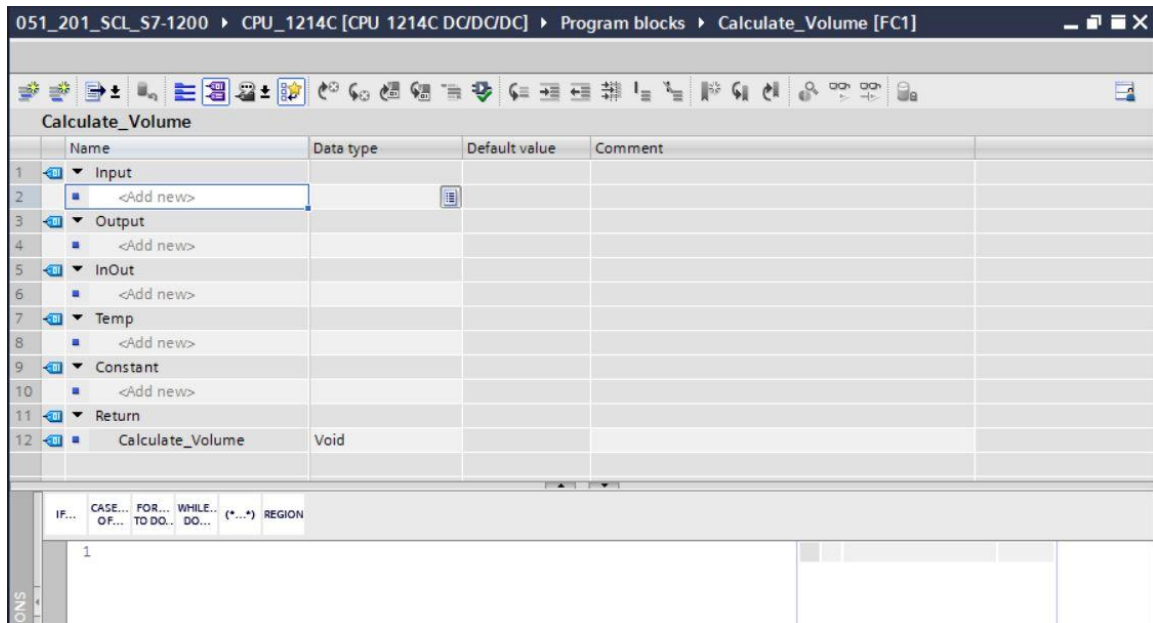 051_201_SCL_S7-1200 ▸ CPU_1214C [CPU 1214C DC/DC/DC] ▸ Program blocks ▸ Calculate_Volume [FC1]
Calculate_Volume
Name Data type Default value Comment
1 Input
2 <Add new>
3 Output
4 <Add new>
5 InOut
6 <Add new>
7 Temp
8 <Add new>
9 Constant
10 <Add new>
11 Return
12 Calculate_Volume Void
IF... CASE... OF... FOR... TO DO.. WHILE.. DO... (*...*) REGION
1
ONS